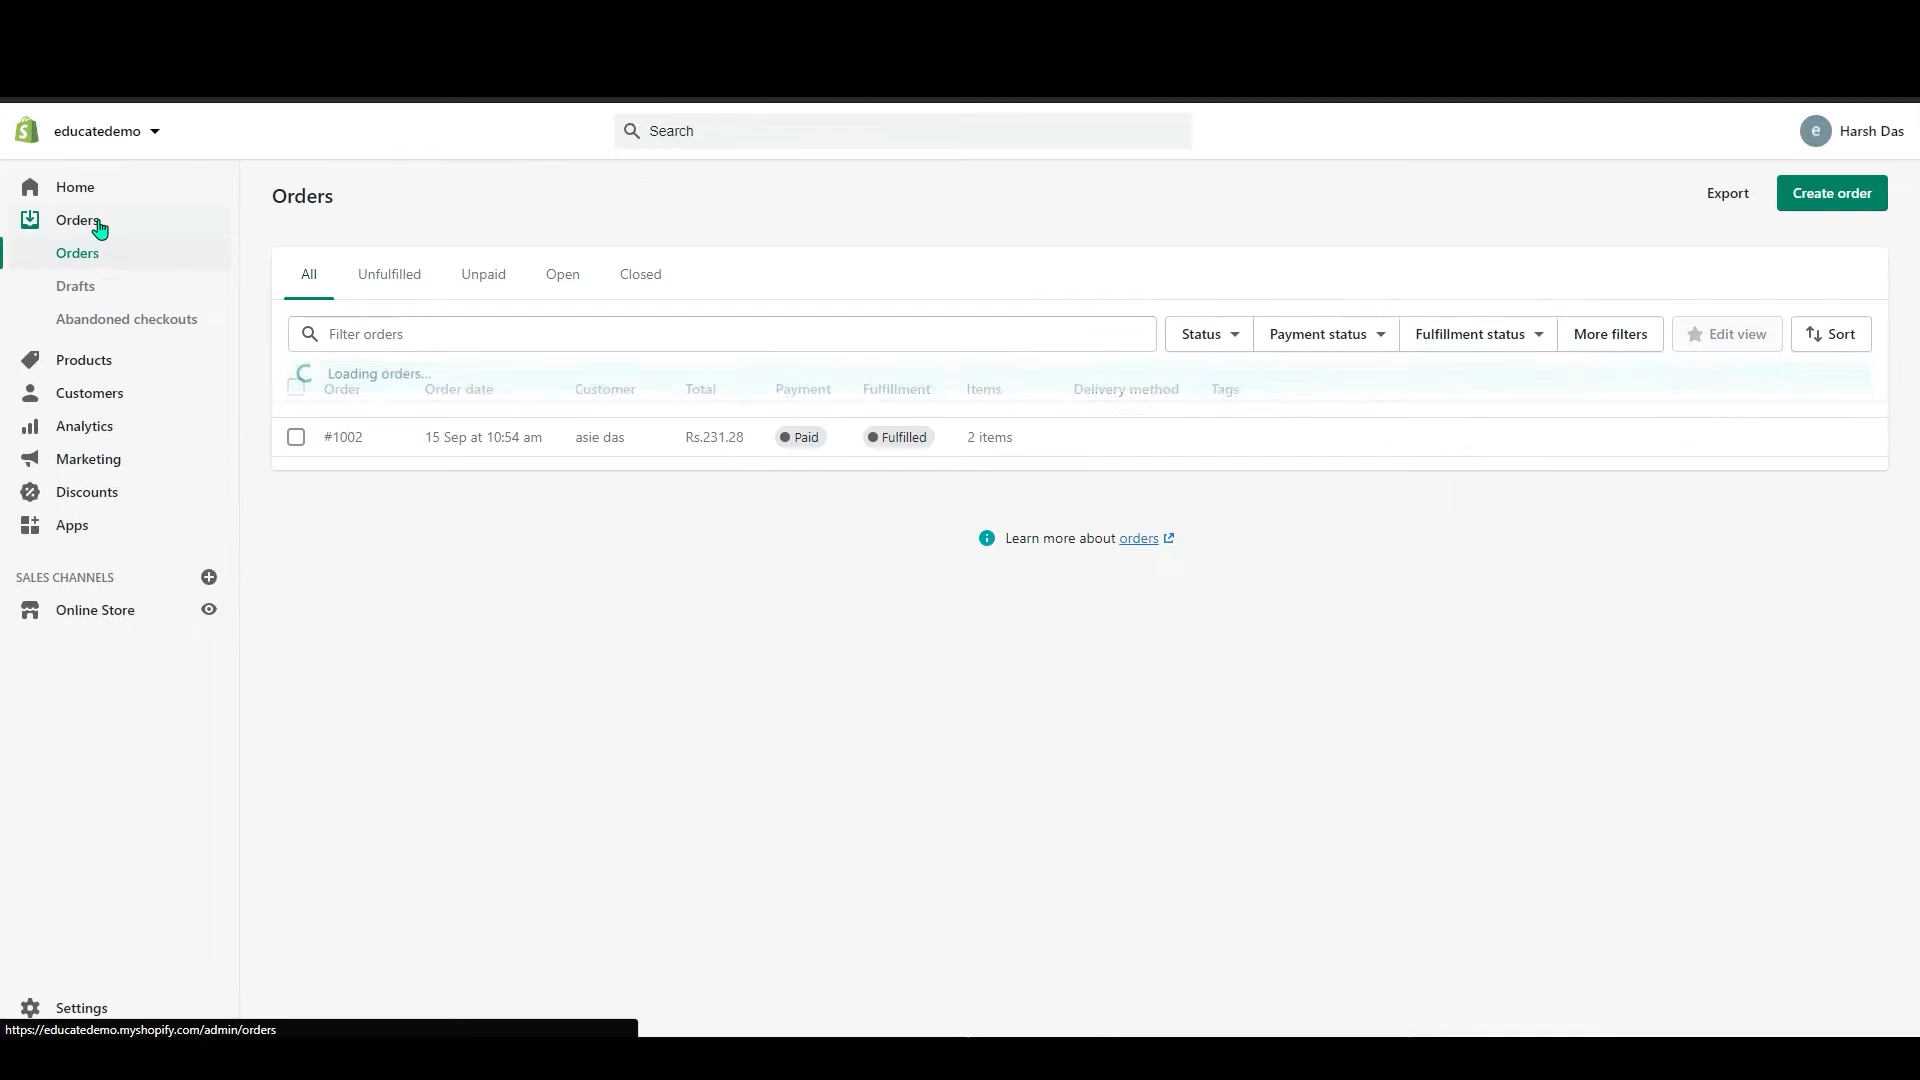 educatedemo
Search
e
Harsh Das
Home
Orders
Orders
Drafts
Abandoned checkouts
Products
Customers
Analytics
Marketing
Discounts
Apps
SALES CHANNELS
Online Store
Settings
https://educatedemo.myshopify.com/admin/orders
Orders
Export
Create order
All Unfulfilled Unpaid Open Closed
Filter orders
Status Payment status Fulfillment status More filters Edit view Sort
Loading orders...
Order Order date Customer Total Payment Fulfillment Items Delivery method Tags
#1002 15 Sep at 10:54 am asie das Rs.231.28 Paid Fulfilled 2 items
Learn more about orders